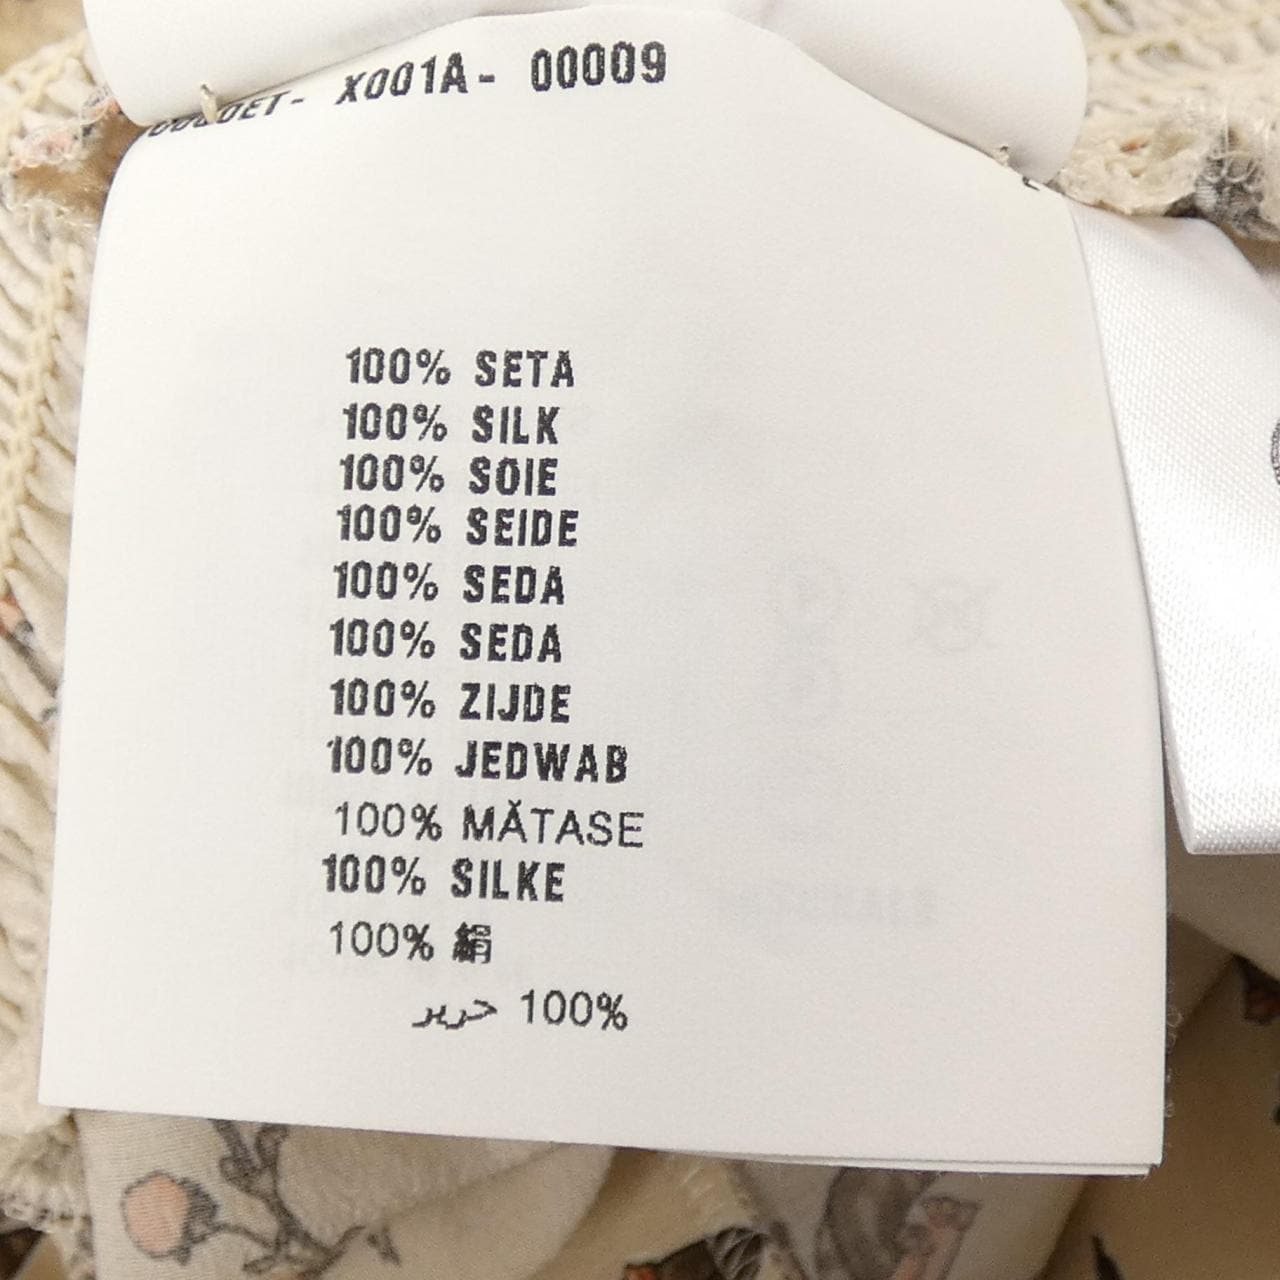 X001A- 00009
100% SETA
100% SILK
100% SOIE
100% SEIDE
100% SEDA
100% SEDA
100% ZIJDE
100% JEDWAB
100% MĂTASE
100% SILKE
100% 絹
100% حرير